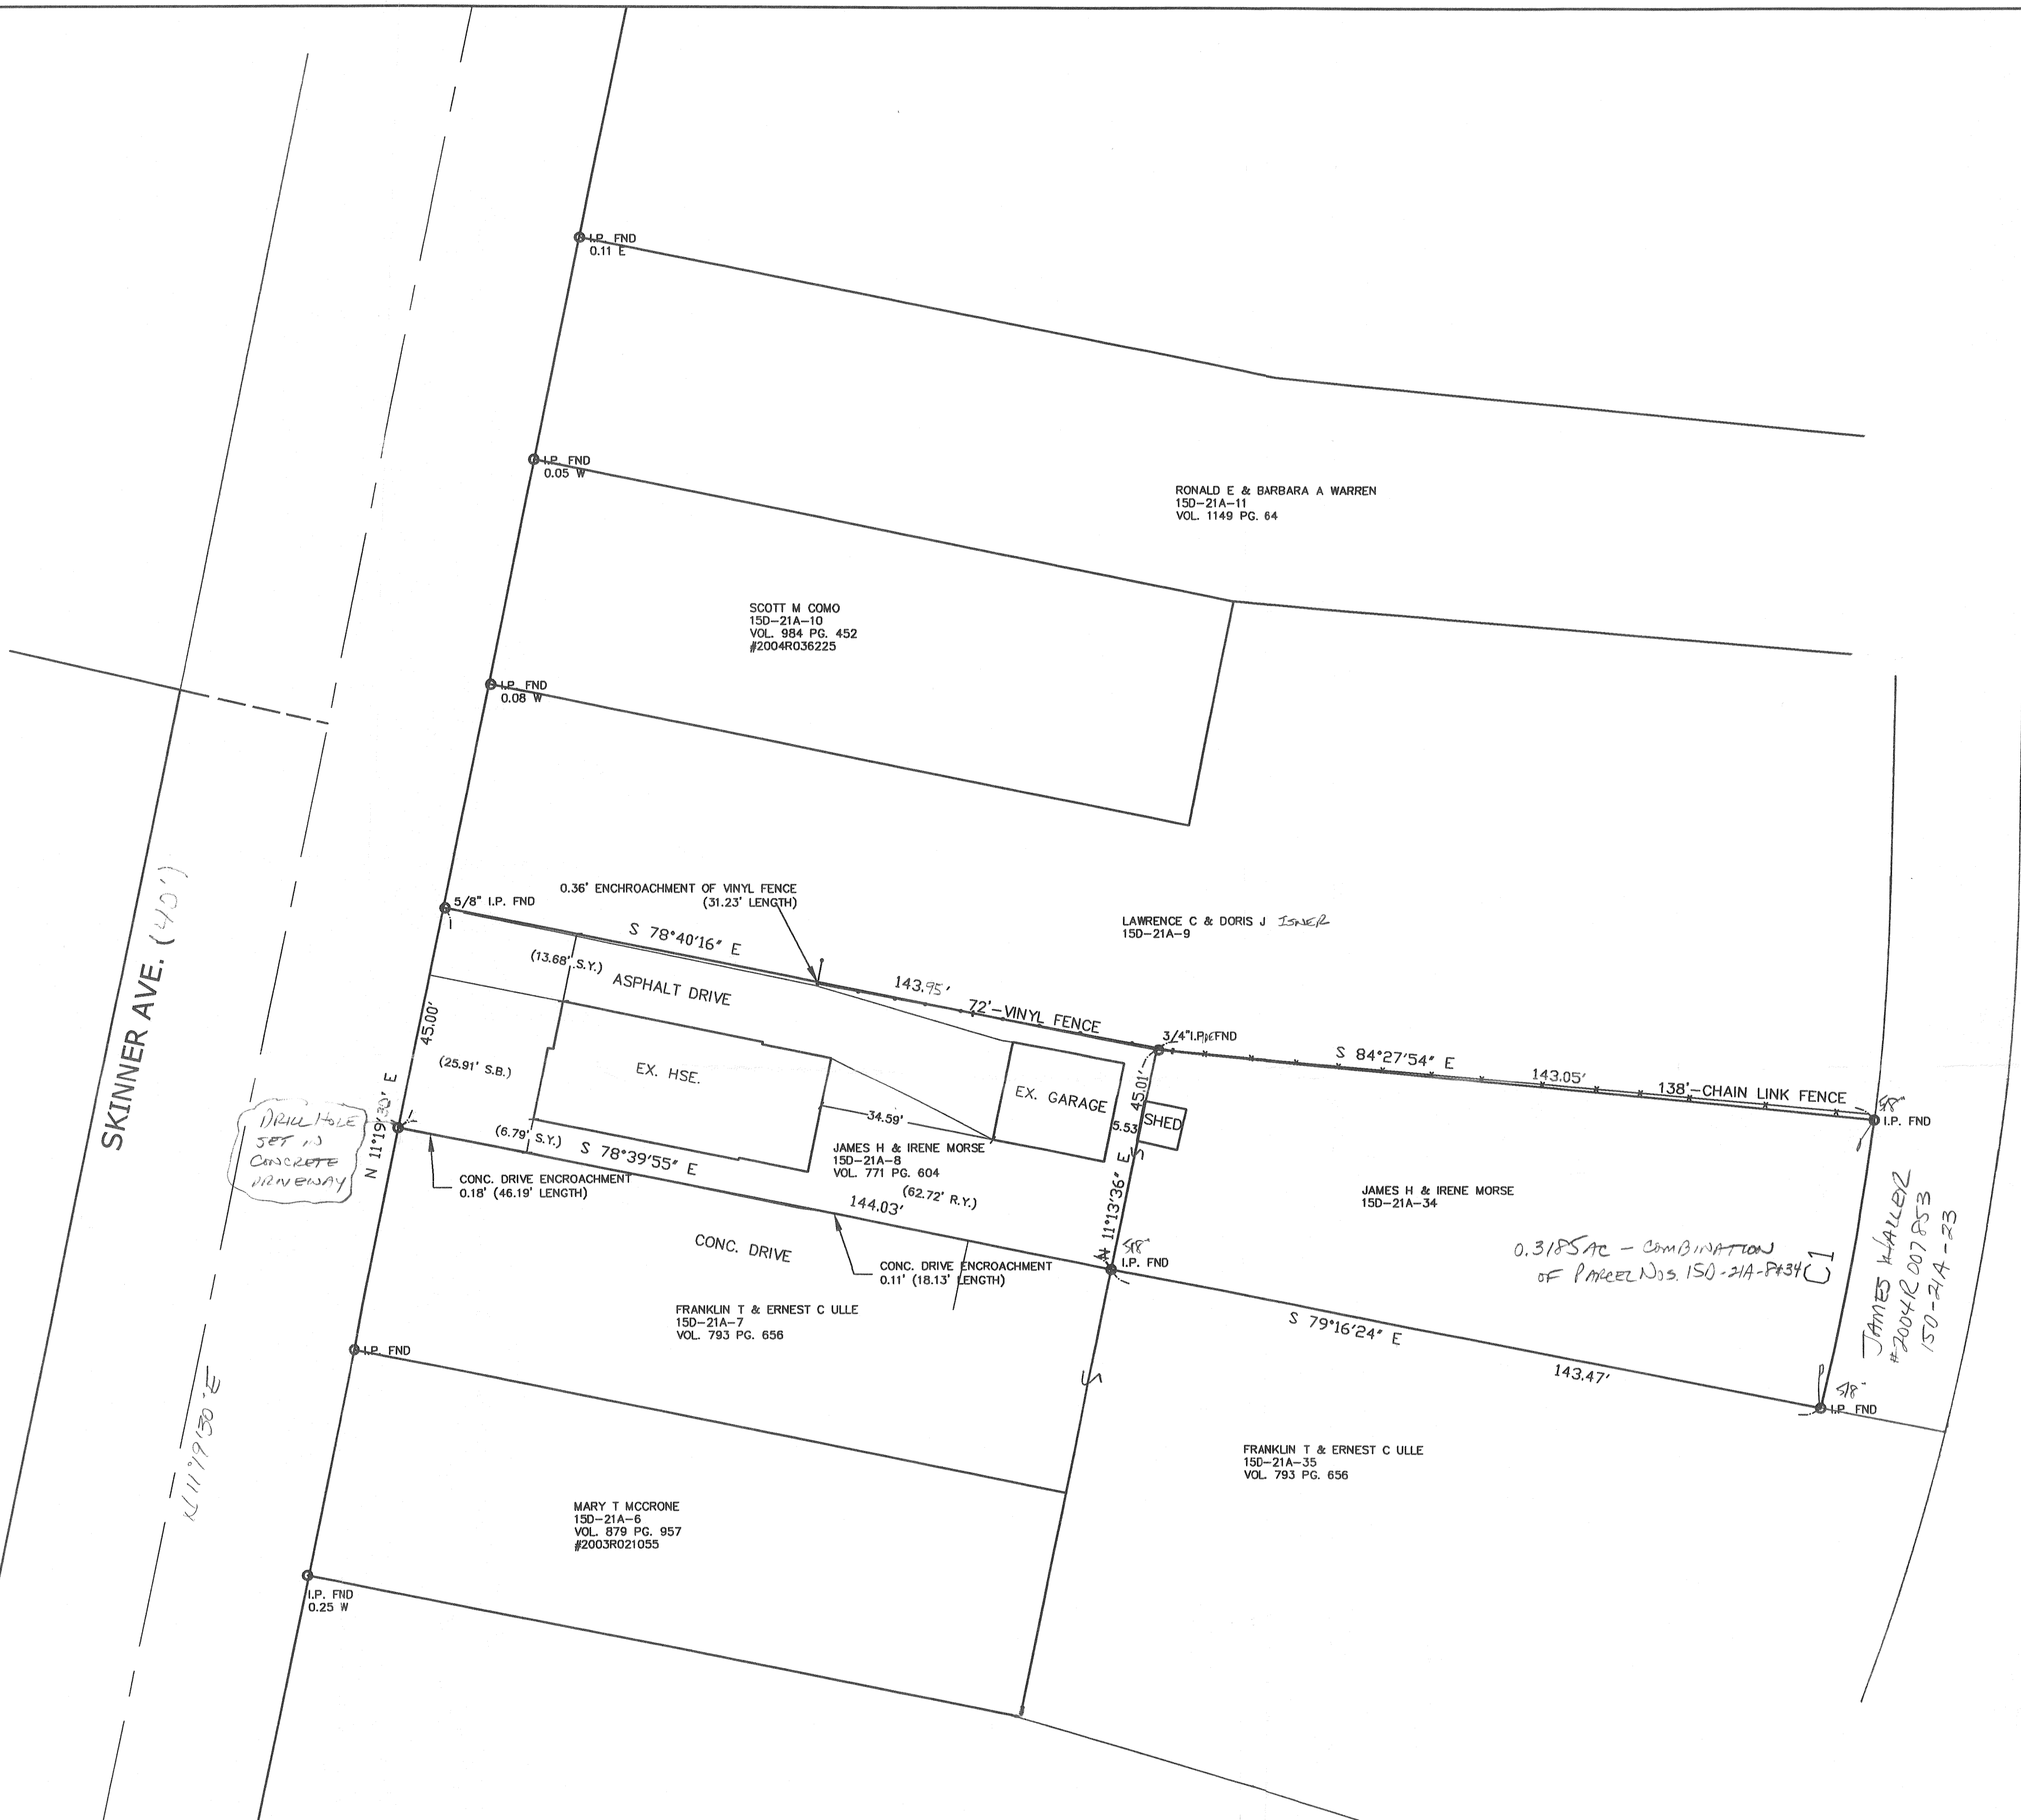 I.P. FND
0.11 E
I.P. FND
0.05 W
RONALD E & BARBARA A WARREN
15D-21A-11
VOL. 1149 PG. 64
SCOTT M COMO
15D-21A-10
VOL. 984 PG. 452
#2004R036225
I.P. FND
0.08 W
SKINNER AVE. (40')
0.36' ENCHROACHMENT OF VINYL FENCE
(31.23' LENGTH)
5/8" I.P. FND
LAWRENCE C & DORIS J ISNER
15D-21A-9
S 78°40'16" E
143.95'
72'-VINYL FENCE
(13.68' S.Y.)
ASPHALT DRIVE
3/4" I.PIPE FND
S 84°27'54" E
143.05'
138'-CHAIN LINK FENCE
5/8"
I.P. FND
45.00'
(25.91' S.B.)
EX. HSE.
EX. GARAGE
45.01'
SHED
5.53
34.59'
DRILL HOLE
SET IN
CONCRETE
DRIVEWAY
N 11°19'30" E
(6.79' S.Y.)
S 78°39'55" E
JAMES H & IRENE MORSE
15D-21A-8
VOL. 771 PG. 604
(62.72' R.Y.)
144.03'
CONC. DRIVE ENCROACHMENT
0.18' (46.19' LENGTH)
N 11°13'36" E
JAMES H & IRENE MORSE
15D-21A-34
0.3185 AC - COMBINATION
OF PARCEL NOS. 15D-21A-8#34
C1
JAMES WALLER
#2004R007853
15D-21A-23
CONC. DRIVE
CONC. DRIVE ENCROACHMENT
0.11' (18.13' LENGTH)
5/8"
I.P. FND
S 79°16'24" E
143.47'
5/8"
I.P. FND
FRANKLIN T & ERNEST C ULLE
15D-21A-7
VOL. 793 PG. 656
I.P. FND
N 11°19'30" E
FRANKLIN T & ERNEST C ULLE
15D-21A-35
VOL. 793 PG. 656
MARY T MCCRONE
15D-21A-6
VOL. 879 PG. 957
#2003R021055
I.P. FND
0.25 W